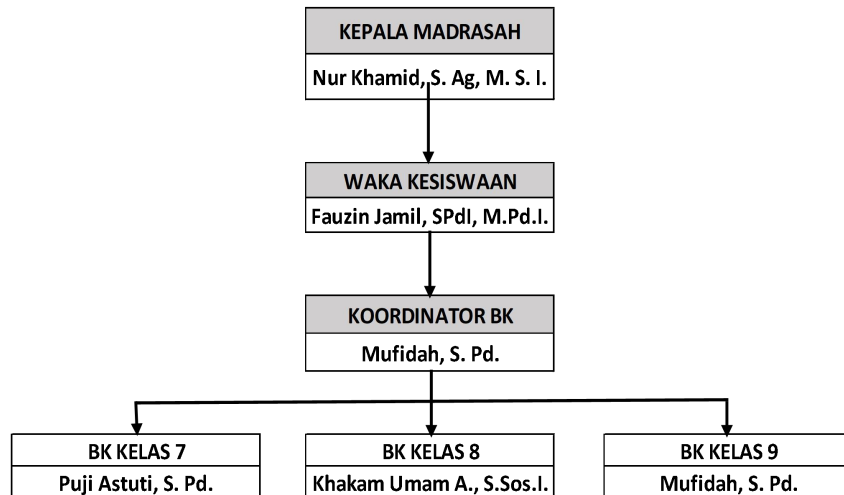 KEPALA MADRASAH
Nur Khamid, S. Ag, M. S. I.
WAKA KESISWAAN
Fauzin Jamil, SPdI, M.Pd.I.
KOORDINATOR BK
Mufidah, S. Pd.
BK KELAS 7
Puji Astuti, S. Pd.
BK KELAS 8
Khakam Umam A., S.Sos.I.
BK KELAS 9
Mufidah, S. Pd.